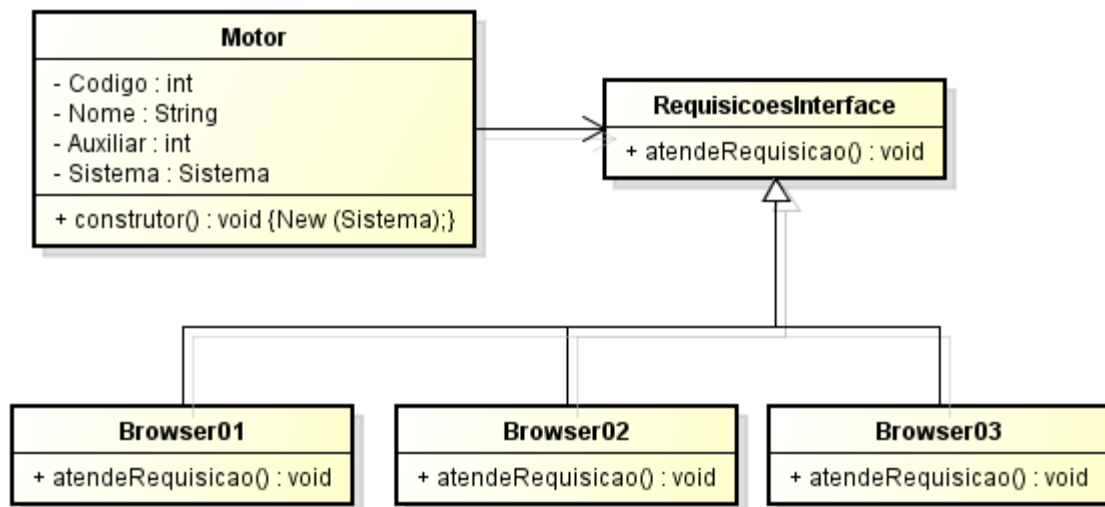 Motor
- Codigo : int
- Nome : String
- Auxiliar : int
- Sistema : Sistema
+ construtor() : void {New (Sistema);}
RequisicoesInterface
+ atendeRequisicao() : void
Browser01
+ atendeRequisicao() : void
Browser02
+ atendeRequisicao() : void
Browser03
+ atendeRequisicao() : void